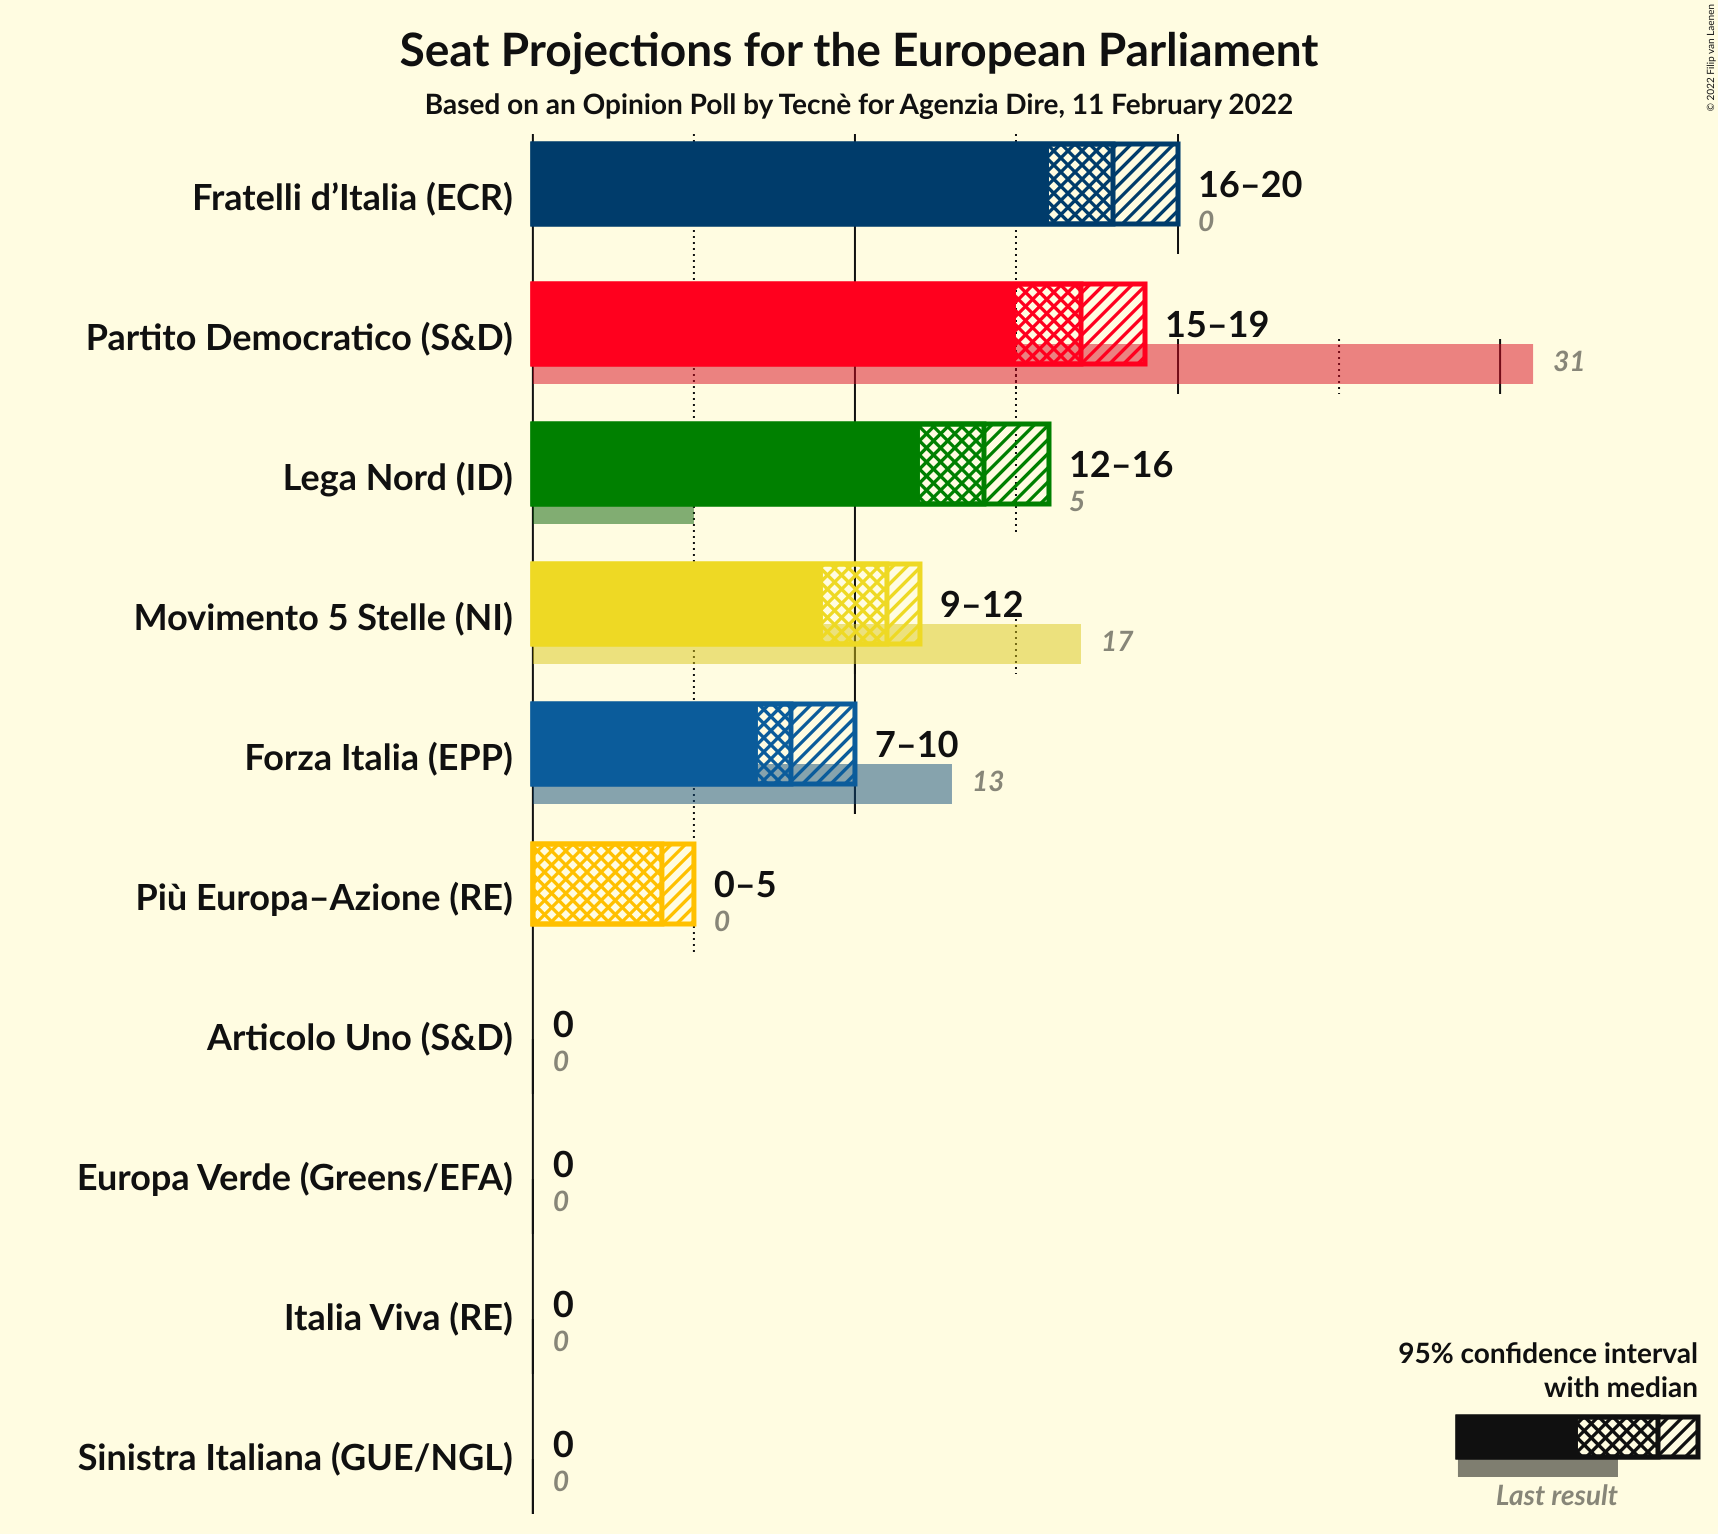 Seat Projections for the European Parliament
Based on an Opinion Poll by Tecnè for Agenzia Dire, 11 February 2022
© 2022 Filip van Laenen
Fratelli d’Italia (ECR)
16–20
0
Partito Democratico (S&D)
15–19
31
Lega Nord (ID)
12–16
5
Movimento 5 Stelle (NI)
9–12
17
Forza Italia (EPP)
7–10
13
Più Europa–Azione (RE)
0–5
0
Articolo Uno (S&D)
0
0
Europa Verde (Greens/EFA)
0
0
Italia Viva (RE)
0
0
Sinistra Italiana (GUE/NGL)
0
0
95% confidence interval
with median
Last result